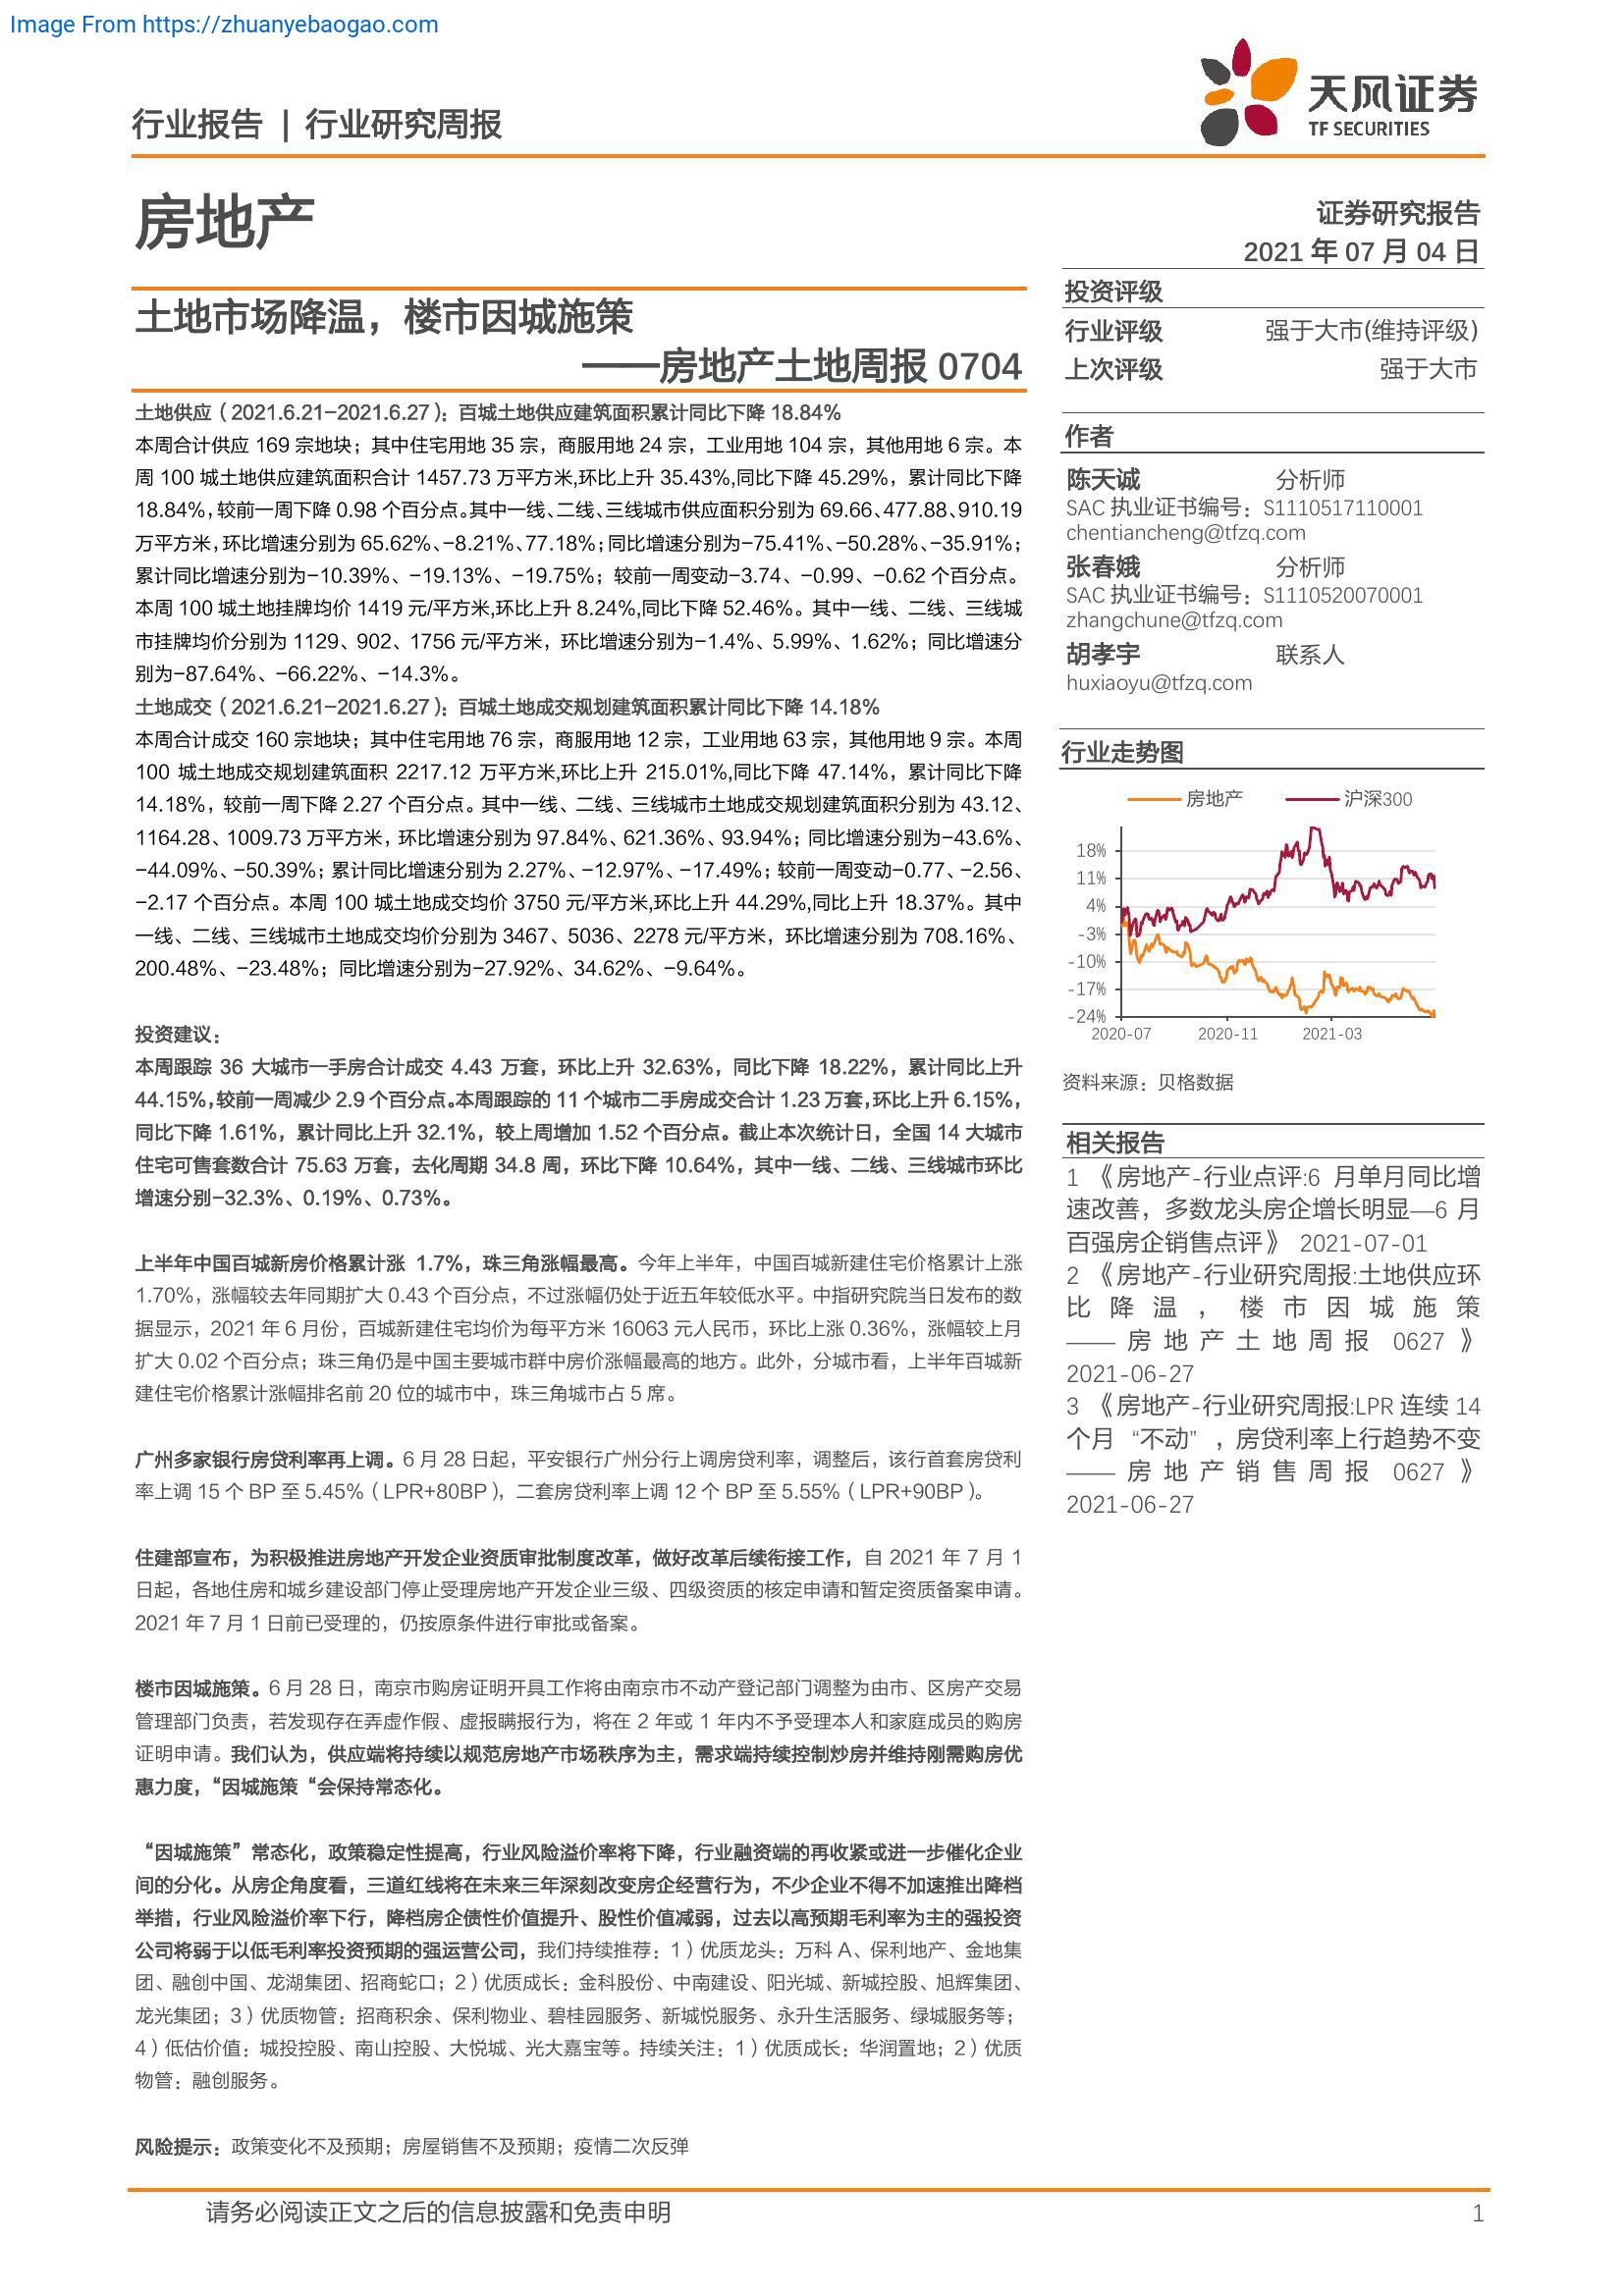 Image From https://zhuanyebaogao.com
行业报告 | 行业研究周报
天风证券
TF SECURITIES
房地产
证券研究报告
2021 年 07 月 04 日
土地市场降温，楼市因城施策
——房地产土地周报 0704
土地供应（2021.6.21-2021.6.27）：百城土地供应建筑面积累计同比下降 18.84%
本周合计供应 169 宗地块；其中住宅用地 35 宗，商服用地 24 宗，工业用地 104 宗，其他用地 6 宗。本
周 100 城土地供应建筑面积合计 1457.73 万平方米,环比上升 35.43%,同比下降 45.29%，累计同比下降
18.84%，较前一周下降 0.98 个百分点。其中一线、二线、三线城市供应面积分别为 69.66、477.88、910.19
万平方米，环比增速分别为 65.62%、-8.21%、77.18%；同比增速分别为-75.41%、-50.28%、-35.91%；
累计同比增速分别为-10.39%、-19.13%、-19.75%；较前一周变动-3.74、-0.99、-0.62 个百分点。
本周 100 城土地挂牌均价 1419 元/平方米,环比上升 8.24%,同比下降 52.46%。其中一线、二线、三线城
市挂牌均价分别为 1129、902、1756 元/平方米，环比增速分别为-1.4%、5.99%、1.62%；同比增速分
别为-87.64%、-66.22%、-14.3%。
土地成交（2021.6.21-2021.6.27）：百城土地成交规划建筑面积累计同比下降 14.18%
本周合计成交 160 宗地块；其中住宅用地 76 宗，商服用地 12 宗，工业用地 63 宗，其他用地 9 宗。本周
100 城土地成交规划建筑面积 2217.12 万平方米,环比上升 215.01%,同比下降 47.14%，累计同比下降
14.18%，较前一周下降 2.27 个百分点。其中一线、二线、三线城市土地成交规划建筑面积分别为 43.12、
1164.28、1009.73 万平方米，环比增速分别为 97.84%、621.36%、93.94%；同比增速分别为-43.6%、
-44.09%、-50.39%；累计同比增速分别为 2.27%、-12.97%、-17.49%；较前一周变动-0.77、-2.56、
-2.17 个百分点。本周 100 城土地成交均价 3750 元/平方米,环比上升 44.29%,同比上升 18.37%。其中
一线、二线、三线城市土地成交均价分别为 3467、5036、2278 元/平方米，环比增速分别为 708.16%、
200.48%、-23.48%；同比增速分别为-27.92%、34.62%、-9.64%。
投资建议：
本周跟踪 36 大城市一手房合计成交 4.43 万套，环比上升 32.63%，同比下降 18.22%，累计同比上升
44.15%，较前一周减少 2.9 个百分点。本周跟踪的 11 个城市二手房成交合计 1.23 万套，环比上升 6.15%，
同比下降 1.61%，累计同比上升 32.1%，较上周增加 1.52 个百分点。截止本次统计日，全国 14 大城市
住宅可售套数合计 75.63 万套，去化周期 34.8 周，环比下降 10.64%，其中一线、二线、三线城市环比
增速分别-32.3%、0.19%、0.73%。
上半年中国百城新房价格累计涨 1.7%，珠三角涨幅最高。今年上半年，中国百城新建住宅价格累计上涨
1.70%，涨幅较去年同期扩大 0.43 个百分点，不过涨幅仍处于近五年较低水平。中指研究院当日发布的数
据显示，2021 年 6 月份，百城新建住宅均价为每平方米 16063 元人民币，环比上涨 0.36%，涨幅较上月
扩大 0.02 个百分点；珠三角仍是中国主要城市群中房价涨幅最高的地方。此外，分城市看，上半年百城新
建住宅价格累计涨幅排名前 20 位的城市中，珠三角城市占 5 席。
广州多家银行房贷利率再上调。6 月 28 日起，平安银行广州分行上调房贷利率，调整后，该行首套房贷利
率上调 15 个 BP 至 5.45%（LPR+80BP），二套房贷利率上调 12 个 BP 至 5.55%（LPR+90BP）。
住建部宣布，为积极推进房地产开发企业资质审批制度改革，做好改革后续衔接工作，自 2021 年 7 月 1
日起，各地住房和城乡建设部门停止受理房地产开发企业三级、四级资质的核定申请和暂定资质备案申请。
2021 年 7 月 1 日前已受理的，仍按原条件进行审批或备案。
楼市因城施策。6 月 28 日，南京市购房证明开具工作将由南京市不动产登记部门调整为由市、区房产交易
管理部门负责，若发现存在弄虚作假、虚报瞒报行为，将在 2 年或 1 年内不予受理本人和家庭成员的购房
证明申请。我们认为，供应端将持续以规范房地产市场秩序为主，需求端持续控制炒房并维持刚需购房优
惠力度，“因城施策 “会保持常态化。
“因城施策”常态化，政策稳定性提高，行业风险溢价率将下降，行业融资端的再收紧或进一步催化企业
间的分化。从房企角度看，三道红线将在未来三年深刻改变房企经营行为，不少企业不得不加速推出降档
举措，行业风险溢价率下行，降档房企债性价值提升、股性价值减弱，过去以高预期毛利率为主的强投资
公司将弱于以低毛利率投资预期的强运营公司，我们持续推荐：1）优质龙头：万科 A、保利地产、金地集
团、融创中国、龙湖集团、招商蛇口；2）优质成长：金科股份、中南建设、阳光城、新城控股、旭辉集团、
龙光集团；3）优质物管：招商积余、保利物业、碧桂园服务、新城悦服务、永升生活服务、绿城服务等；
4）低估价值：城投控股、南山控股、大悦城、光大嘉宝等。持续关注：1）优质成长：华润置地；2）优质
物管：融创服务。
风险提示：政策变化不及预期；房屋销售不及预期；疫情二次反弹
投资评级
行业评级 强于大市(维持评级)
上次评级 强于大市
作者
陈天诚 分析师
SAC 执业证书编号：S1110517110001
chentiancheng@tfzq.com
张春娥 分析师
SAC 执业证书编号：S1110520070001
zhangchune@tfzq.com
胡孝宇 联系人
huxiaoyu@tfzq.com
行业走势图
房地产 沪深300
18%
11%
4%
-3%
-10%
-17%
-24%
2020-07 2020-11 2021-03
资料来源：贝格数据
相关报告
1 《房地产-行业点评:6 月单月同比增
速改善，多数龙头房企增长明显—6 月
百强房企销售点评》 2021-07-01
2 《房地产-行业研究周报:土地供应环
比降温，楼市因城施策
——房地产土地周报 0627》
2021-06-27
3 《房地产-行业研究周报:LPR 连续 14
个月 “不动” ，房贷利率上行趋势不变
——房地产销售周报 0627》
2021-06-27
请务必阅读正文之后的信息披露和免责申明 1